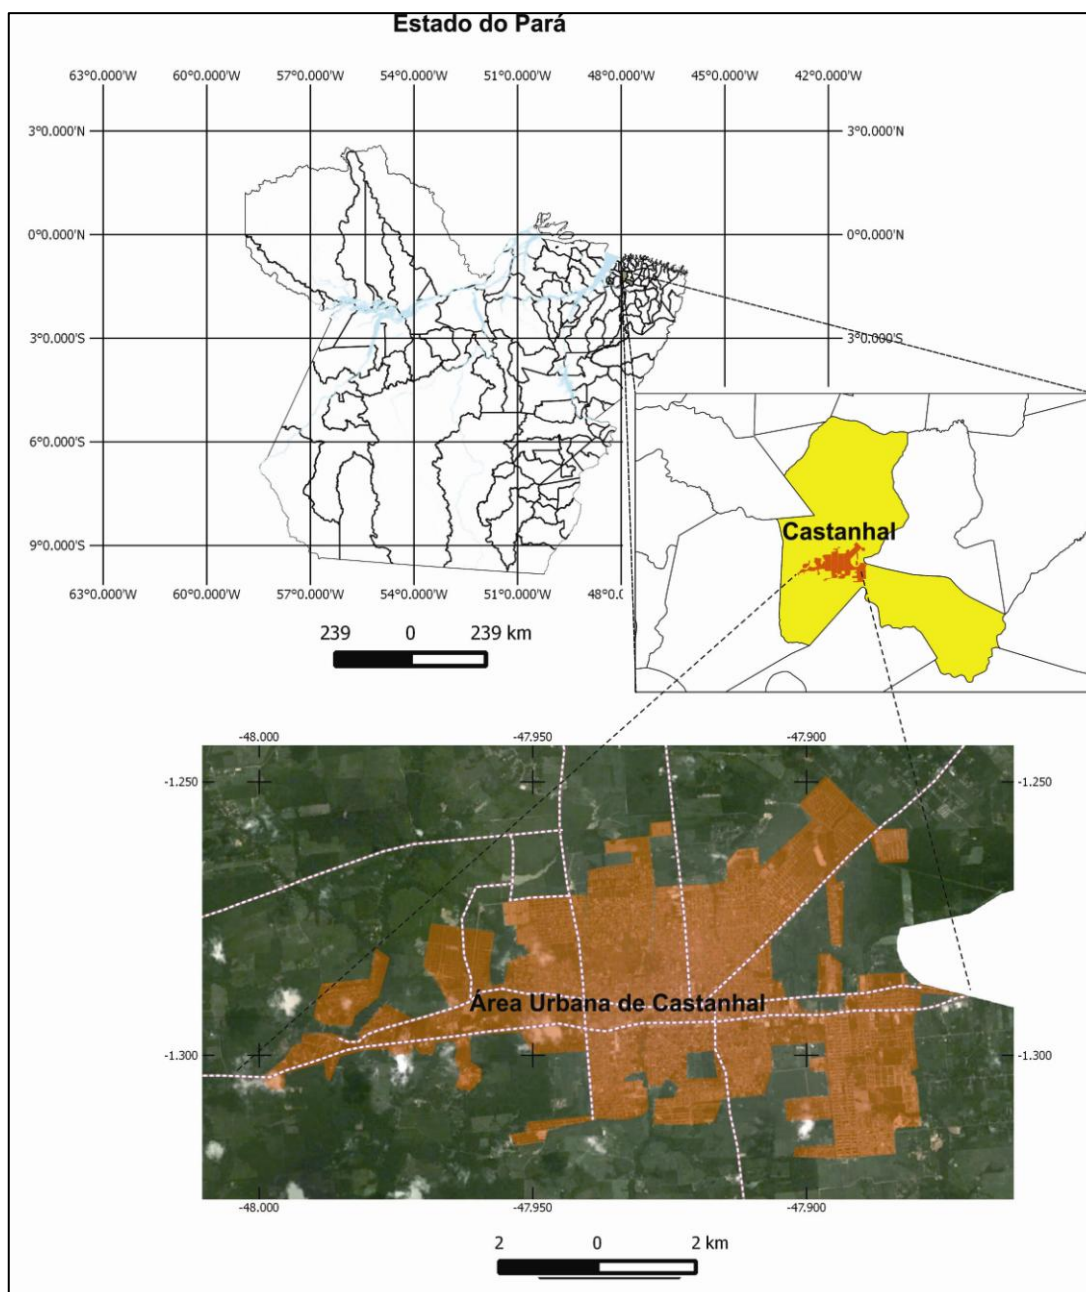 Estado do Pará
63°0.000'W 60°0.000'W 57°0.000'W 54°0.000'W 51°0.000'W 48°0.000'W 45°0.000'W 42°0.000'W
3°0.000'N 3°0.000'N
0°0.000'N 0°0.000'N
3°0.000'S 3°0.000'S
6°0.000'S
Castanhal
9°0.000'S
63°0.000'W 60°0.000'W 57°0.000'W 54°0.000'W 51°0.000'W 48°0.0
239 0 239 km
-48.000 -47.950 -47.900
-1.250 -1.250
Área Urbana de Castanhal
-1.300 -1.300
-48.000 -47.950 -47.900
2 0 2 km